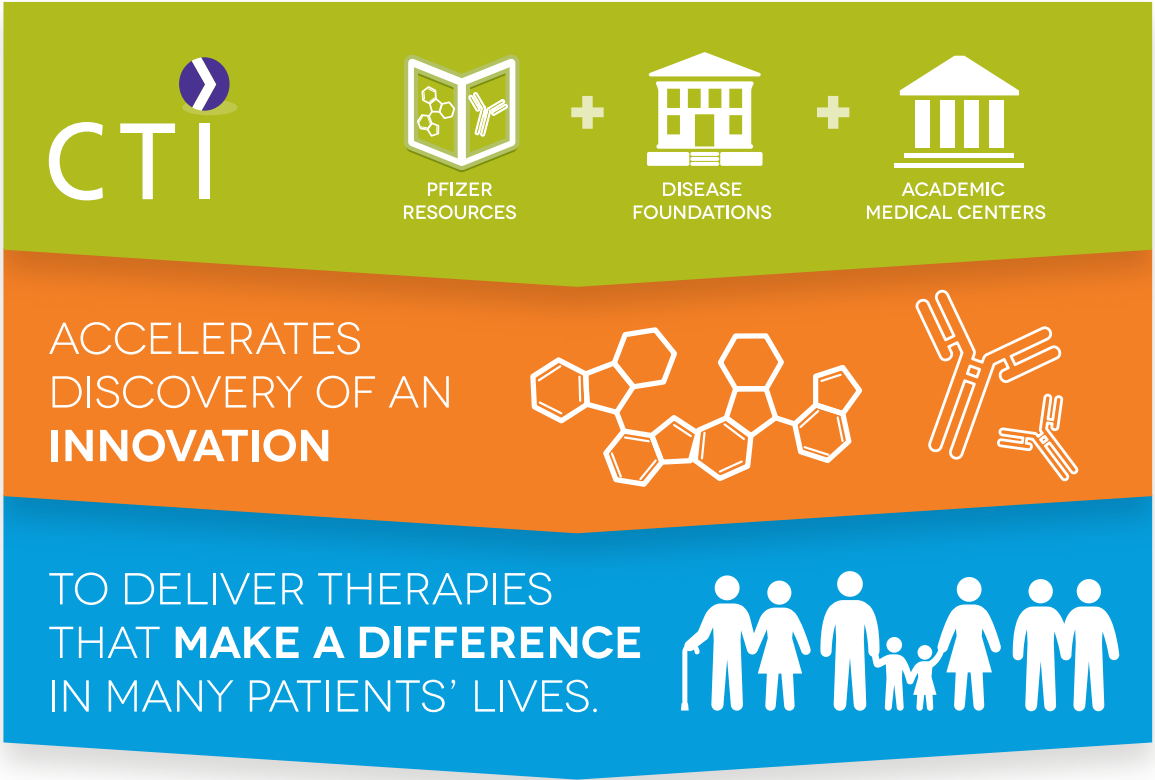 CTI
PFIZER
RESOURCES
DISEASE
FOUNDATIONS
ACADEMIC
MEDICAL CENTERS
ACCELERATES
DISCOVERY OF AN
INNOVATION
TO DELIVER THERAPIES
THAT MAKE A DIFFERENCE
IN MANY PATIENTS’ LIVES.